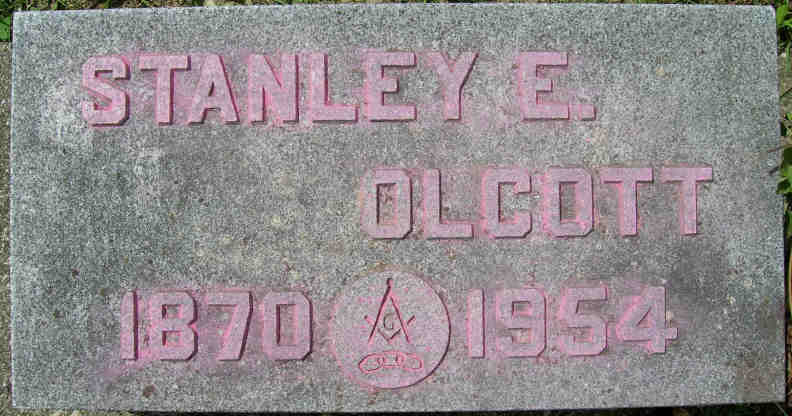 STANLEY E.
OLCOTT
1870 G 1954